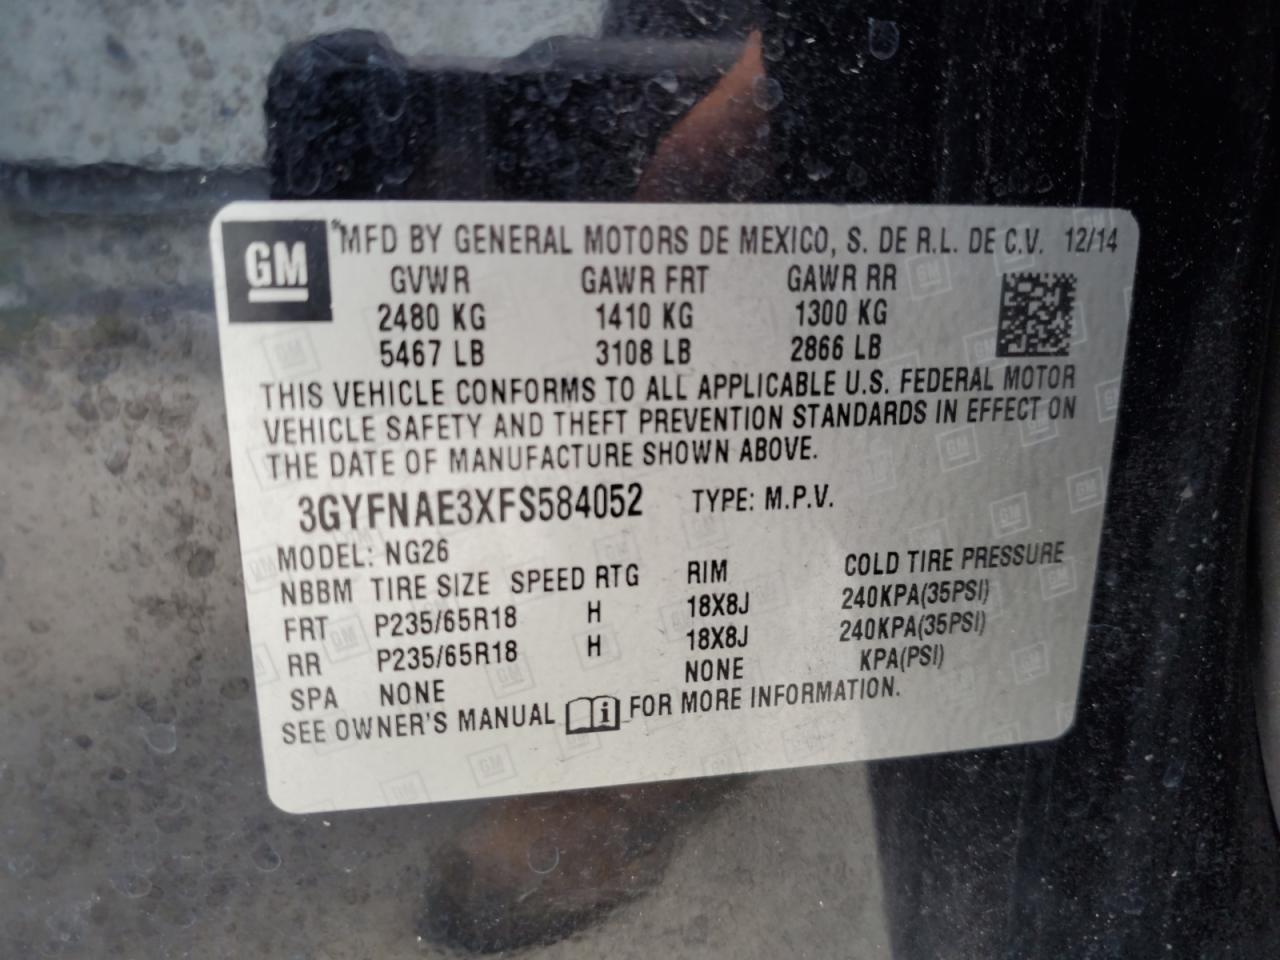 GM
MFD BY GENERAL MOTORS DE MEXICO, S. DE R.L. DE C.V. 12/14
GVWR GAWR FRT GAWR RR
2480 KG 1410 KG 1300 KG
5467 LB 3108 LB 2866 LB
THIS VEHICLE CONFORMS TO ALL APPLICABLE U.S. FEDERAL MOTOR
VEHICLE SAFETY AND THEFT PREVENTION STANDARDS IN EFFECT ON
THE DATE OF MANUFACTURE SHOWN ABOVE.
3GYFNAE3XFS584052 TYPE: M.P.V.
MODEL: NG26
NBBM TIRE SIZE SPEED RTG RIM COLD TIRE PRESSURE
FRT P235/65R18 H 18X8J 240KPA(35PSI)
RR P235/65R18 H 18X8J 240KPA(35PSI)
SPA NONE NONE KPA(PSI)
SEE OWNER'S MANUAL i FOR MORE INFORMATION.